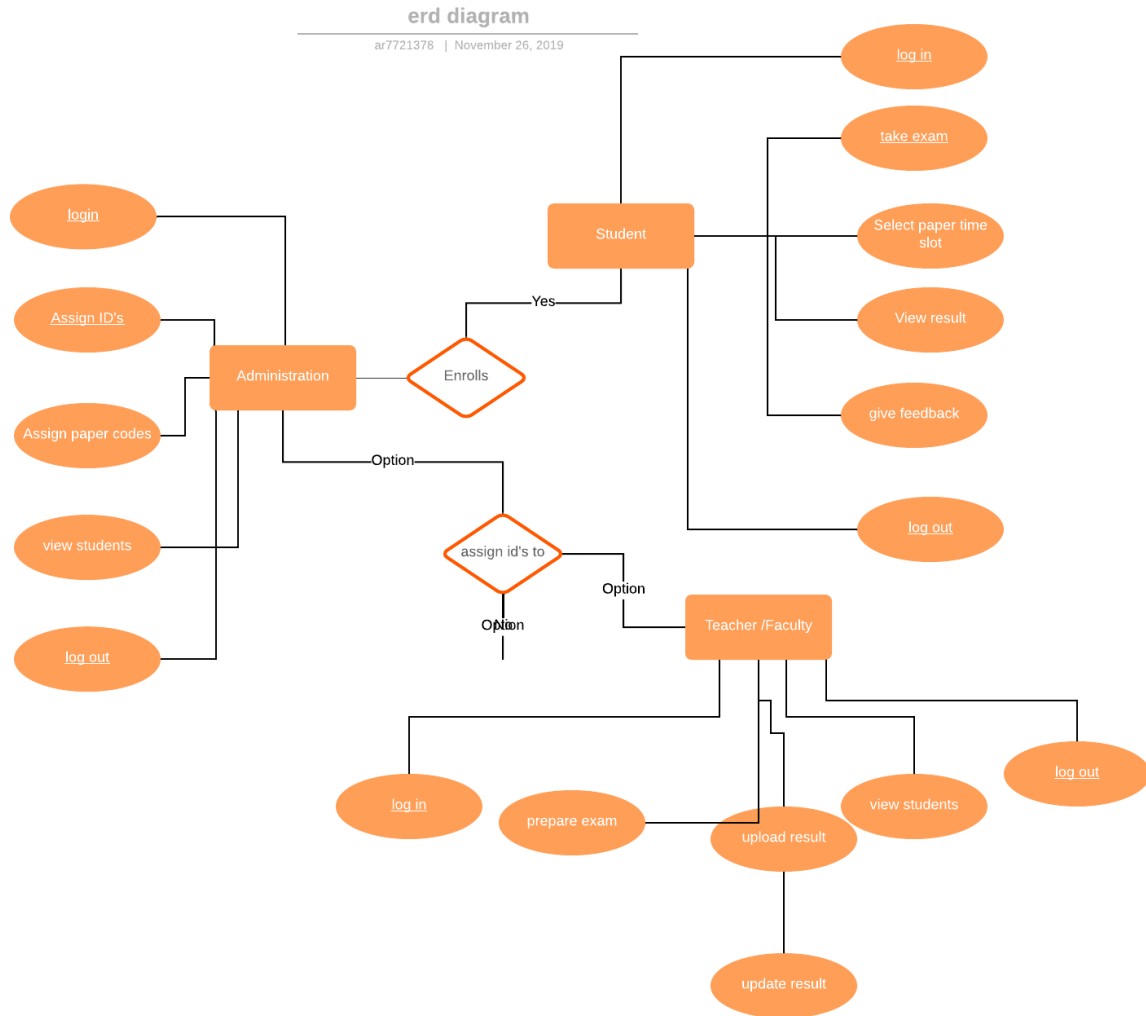 erd diagram
ar7721378 | November 26, 2019
log in
take exam
login
Select paper time
slot
Student
Yes
Assign ID's
View result
Administration
Enrolls
give feedback
Assign paper codes
Option
log out
view students
assign id's to
Option
Option
No
Teacher /Faculty
log out
log out
log in
view students
prepare exam
upload result
update result